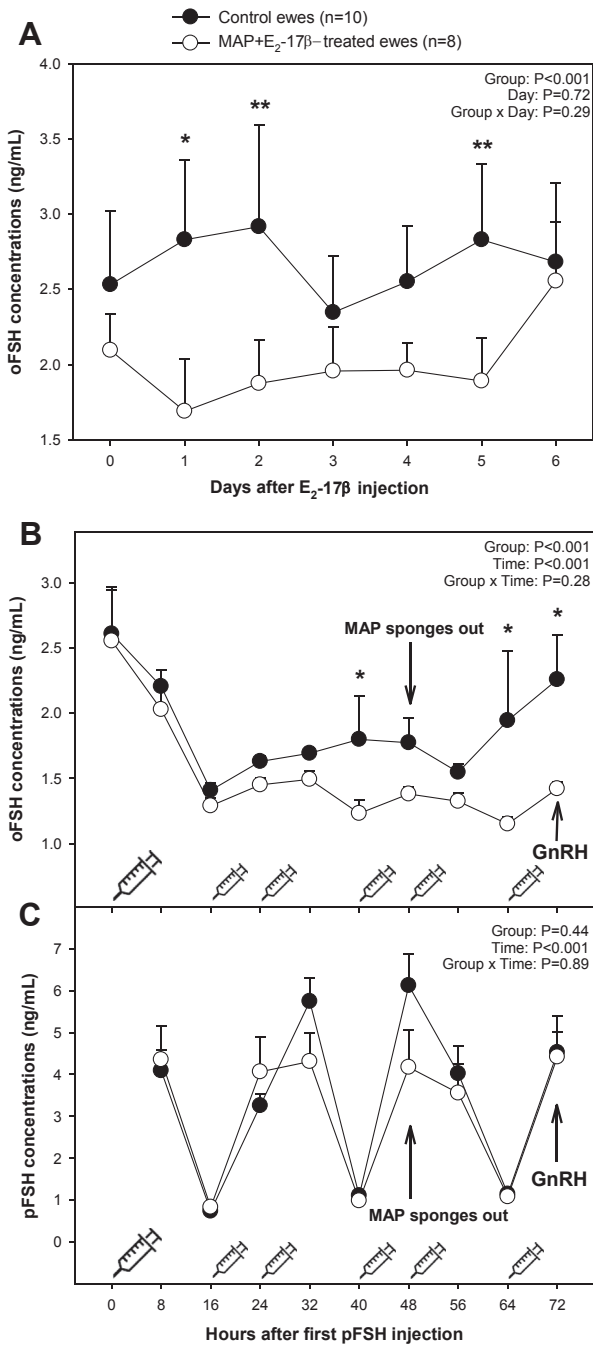 Control ewes (n=10)
MAP+E2-17β−treated ewes (n=8)
A
Group: P<0.001
Day: P=0.72
Group x Day: P=0.29
4.0
3.5
3.0
2.5
2.0
1.5
* ** **
oFSH concentrations (ng/mL)
0 1 2 3 4 5 6
Days after E2-17β injection
B
Group: P<0.001
Time: P<0.001
Group x Time: P=0.28
3.0
2.5
2.0
1.5
1.0
oFSH concentrations (ng/mL)
MAP sponges out
* * *
GnRH
C
Group: P=0.44
Time: P<0.001
Group x Time: P=0.89
7
6
5
4
3
2
1
0
pFSH concentrations (ng/mL)
GnRH
MAP sponges out
0 8 16 24 32 40 48 56 64 72
Hours after first pFSH injection